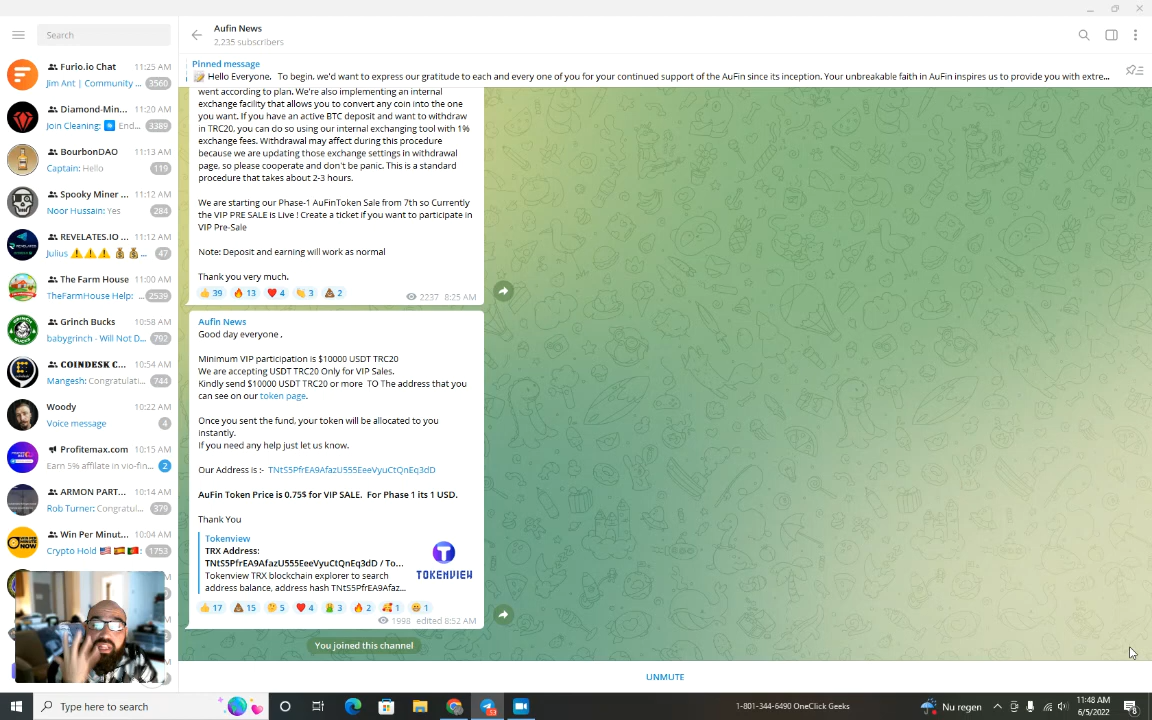 Search
Furio.io Chat 11:25 AM
Jim Ant | Community ... 3560
Diamond-Min... 11:20 AM
Join Cleaning: End... 3389
BourbonDAO 11:13 AM
Captain: Hello 119
Spooky Miner ... 11:12 AM
Noor Hussain: Yes 284
REVELATES.IO ... 11:12 AM
Julius ⚠️⚠️⚠️ 💰💰... 47
The Farm House 11:00 AM
TheFarmHouse Help: ... 2539
Grinch Bucks 10:58 AM
babygrinch - Will Not D... 792
COINDESK C... 10:54 AM
Mangesh: Congratulati... 744
Woody 10:22 AM
Voice message 4
Profitemax.com 10:15 AM
Earn 5% affilate in vio-fin... 2
ARMON PART... 10:14 AM
Rob Turner: Congratul... 379
Win Per Minut... 10:04 AM
Crypto Hold 🇺🇸 🇪🇸 🇵🇹: 1753
Aufin News
2,235 subscribers
Pinned message
📝 Hello Everyone, To begin, we'd want to express our gratitude to each and every one of you for your continued support of the AuFin since its inception. Your unbreakable faith in AuFin inspires us to provide you with extre...
went according to plan. We're also implementing an internal
exchange facility that allows you to convert any coin into the one
you want. If you have an active BTC deposit and want to withdraw
in TRC20, you can do so using our internal exchanging tool with 1%
exchange fees. Withdrawal may affect during this procedure
because we are updating those exchange settings in withdrawal
page, so please cooperate and don't be panic. This is a standard
procedure that takes about 2-3 hours.
We are starting our Phase-1 AuFinToken Sale from 7th so Currently
the VIP PRE SALE is Live ! Create a ticket if you want to participate in
VIP Pre-Sale
Note: Deposit and earning will work as normal
Thank you very much.
👍 39 🔥 13 ❤️ 4 👏 3 💩 2 2237 8:25 AM
Aufin News
Good day everyone ,
Minimum VIP participation is $10000 USDT TRC20
We are accepting USDT TRC20 Only for VIP Sales.
Kindly send $10000 USDT TRC20 or more TO The address that you
can see on our token page.
Once you sent the fund, your token will be allocated to you
instantly.
If you need any help just let us know.
Our Address is :- TNtS5PfrEA9AfazU555EeeVyuCtQnEq3dD
AuFin Token Price is 0.75$ for VIP SALE. For Phase 1 its 1 USD.
Thank You
Tokenview
TRX Address:
TNtS5PfrEA9AfazU555EeeVyuCtQnEq3dD / To...
Tokenview TRX blockchain explorer to search
address balance, address hash TNtS5PfrEA9Afaz...
TOKENVIEW
👍 17 💩 15 🤔 5 ❤️ 4 🤮 3 🔥 2 🥰 1 😁 1
1998 edited 8:52 AM
You joined this channel
UNMUTE
Type here to search
1-801-344-6490 OneClick Geeks
Nu regen
11:48 AM
6/5/2022